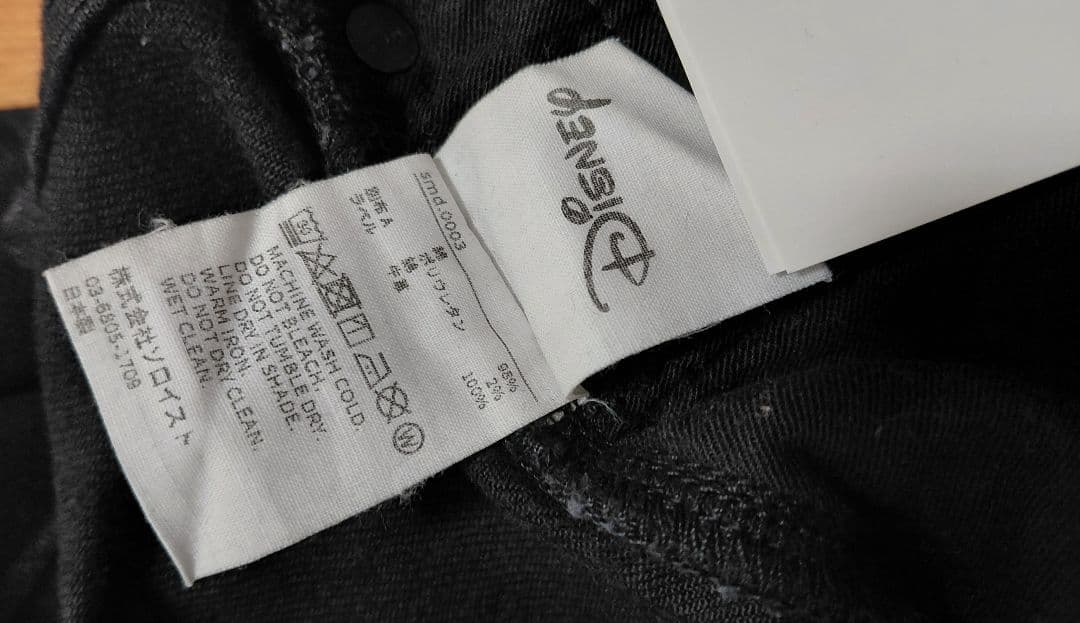 Disney
smd.0003
綿 98%
ポリウレタン 2%
別布A 綿 100%
ラベル 牛革
MACHINE WASH COLD.
DO NOT BLEACH.
DO NOT TUMBLE DRY.
LINE DRY IN SHADE.
WARM IRON.
DO NOT DRY CLEAN.
WET CLEAN.
株式会社ソロイスト
03-6805-1709
日本製